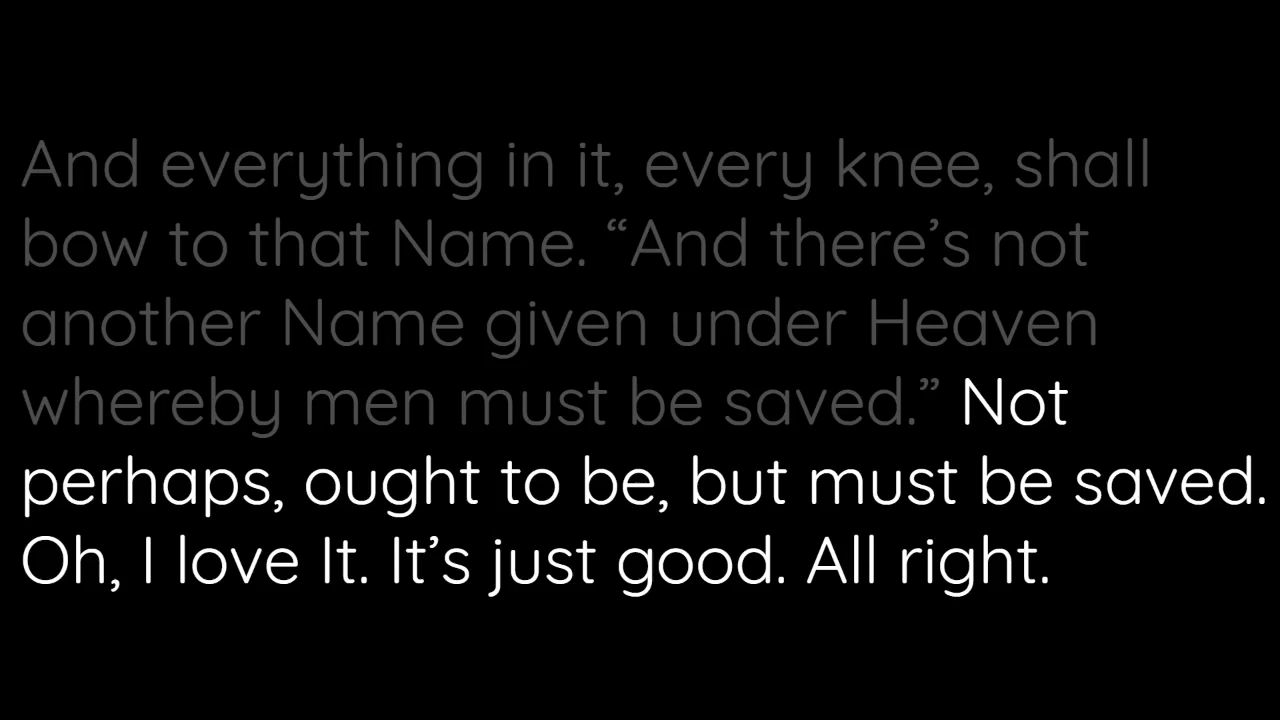 And everything in it, every knee, shall
bow to that Name. “And there’s not
another Name given under Heaven
whereby men must be saved.” Not
perhaps, ought to be, but must be saved.
Oh, I love It. It’s just good. All right.